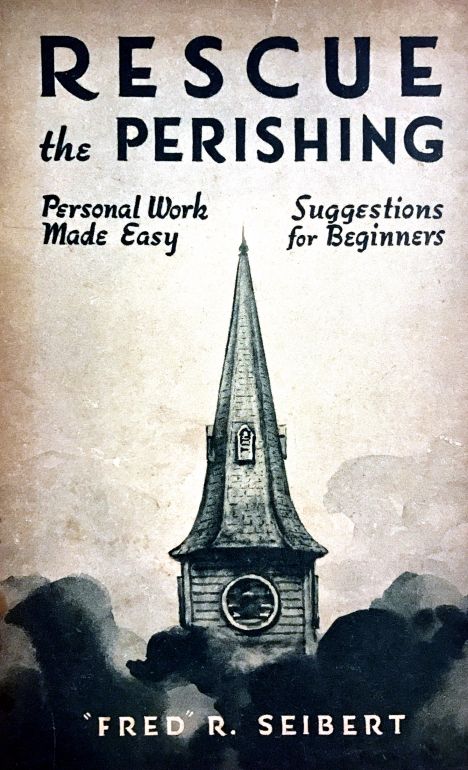 RESCUE
the PERISHING
Personal Work
Made Easy
Suggestions
for Beginners
"FRED" R. SEIBERT